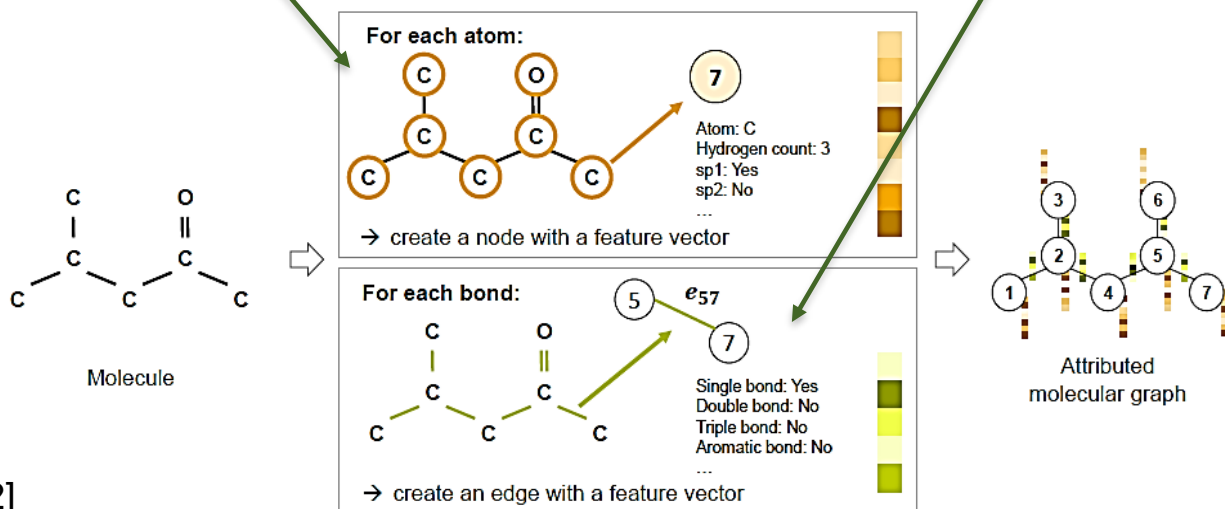 C
O
C
C
C
C
C
Molecule
For each atom:
C
O
C
C
C
C
C
7
Atom: C
Hydrogen count: 3
sp1: Yes
sp2: No
...
→ create a node with a feature vector
For each bond:
C
O
C
C
C
C
C
5
e57
7
Single bond: Yes
Double bond: No
Triple bond: No
Aromatic bond: No
...
→ create an edge with a feature vector
3
6
2
5
1
4
7
Attributed
molecular graph
2]